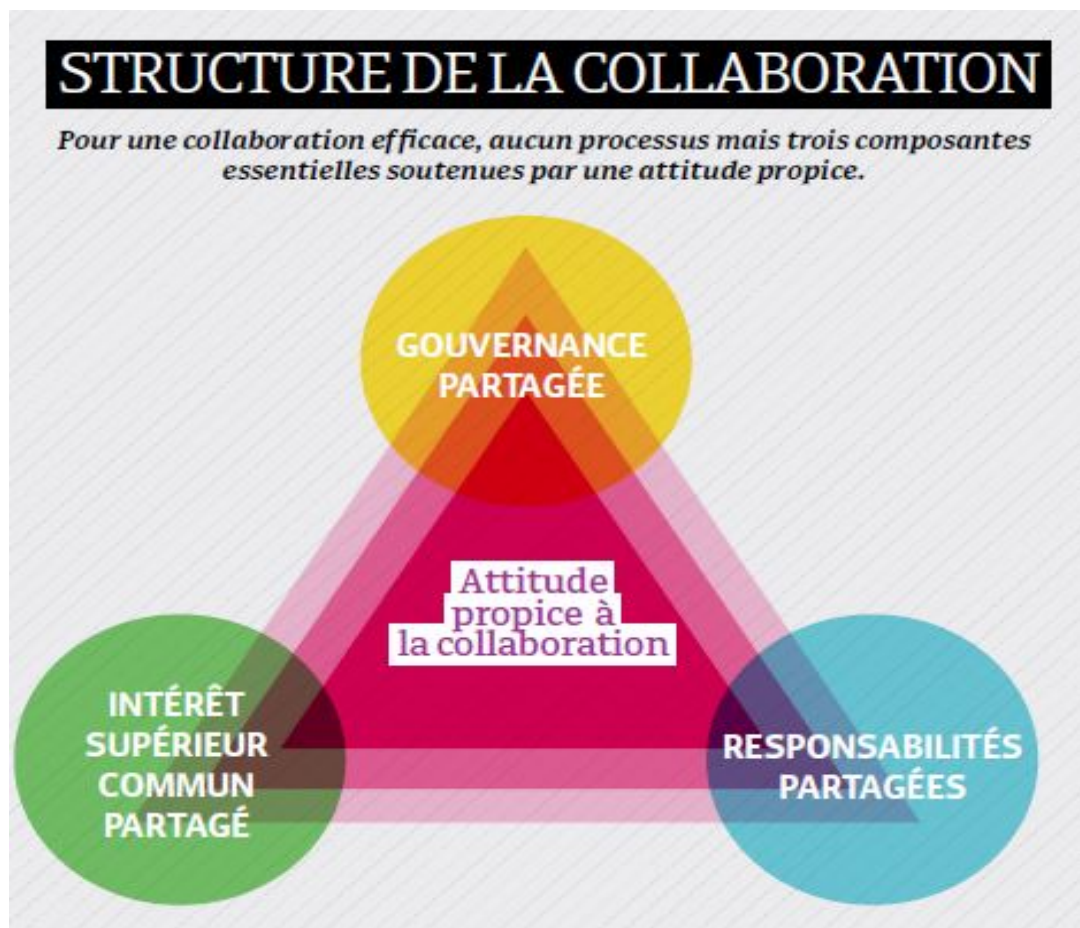 STRUCTURE DE LA COLLABORATION
Pour une collaboration efficace, aucun processus mais trois composantes
essentielles soutenues par une attitude propice.
GOUVERNANCE
PARTAGÉE
Attitude
propice à
la collaboration
INTÉRÊT
SUPÉRIEUR
COMMUN
PARTAGÉ
RESPONSABILITÉS
PARTAGÉES